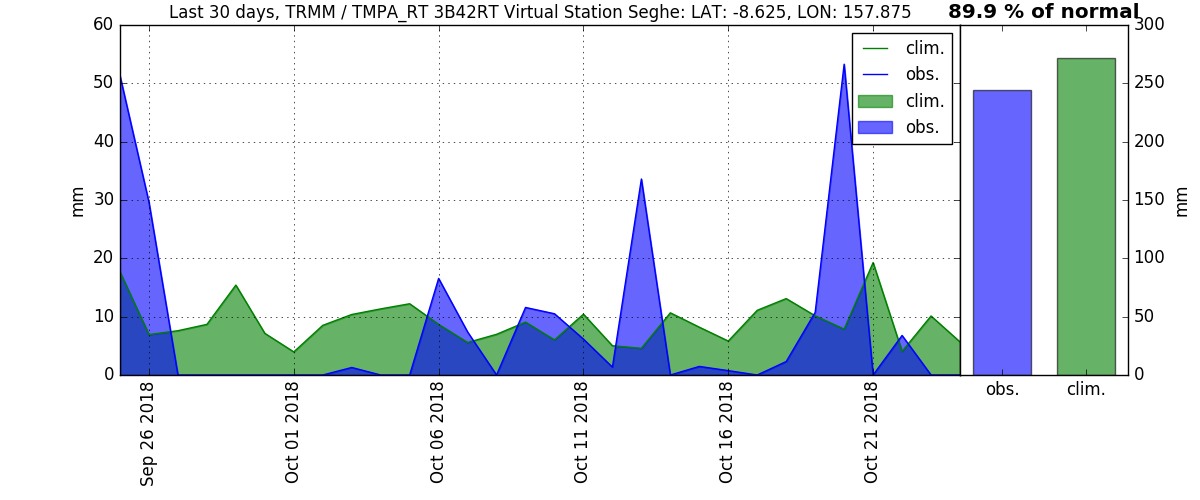 Last 30 days, TRMM / TMPA_RT 3B42RT Virtual Station Seghe: LAT: -8.625, LON: 157.875
89.9 % of normal
60
50
40
30
20
10
0
mm
clim.
obs.
clim.
obs.
300
250
200
150
100
50
0
mm
Sep 26 2018
Oct 01 2018
Oct 06 2018
Oct 11 2018
Oct 16 2018
Oct 21 2018
obs.
clim.